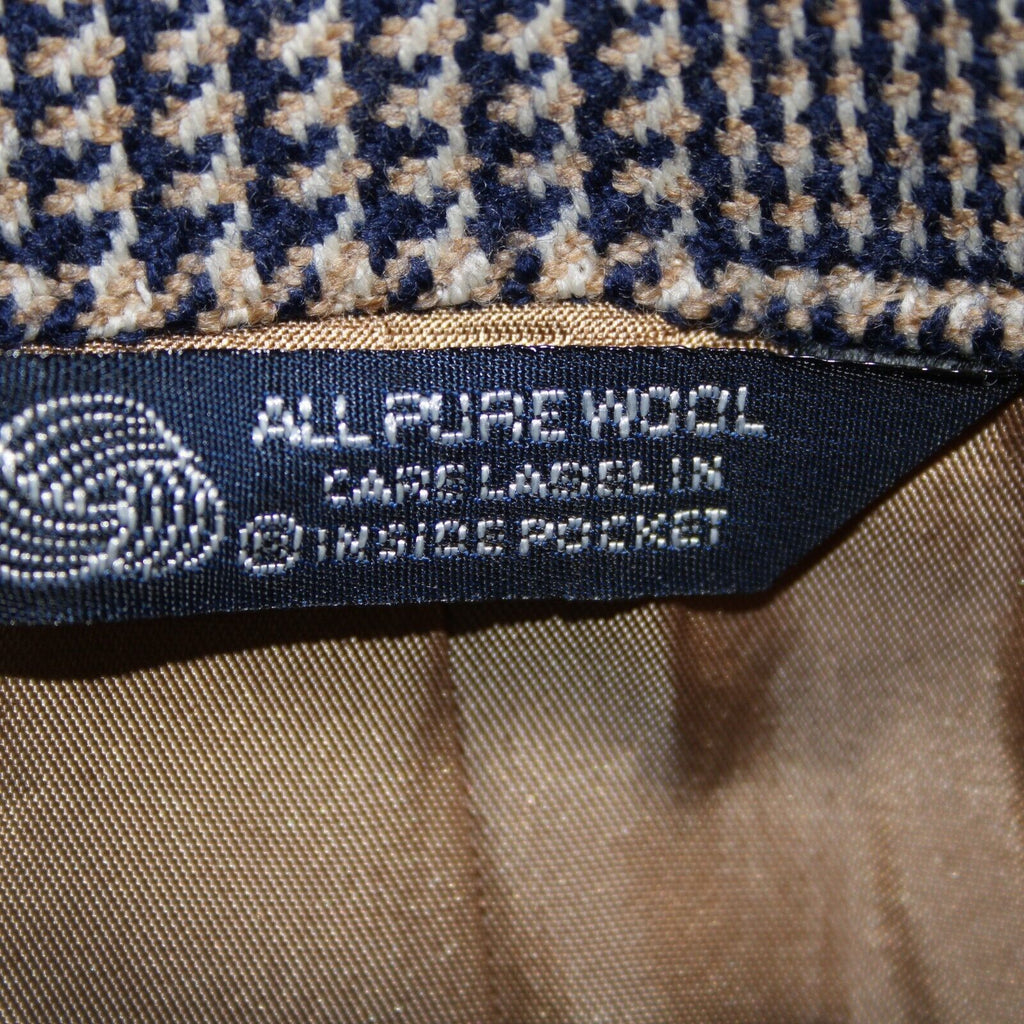 ALL PURE WOOL
CARE LABEL IN
® INSIDE POCKET